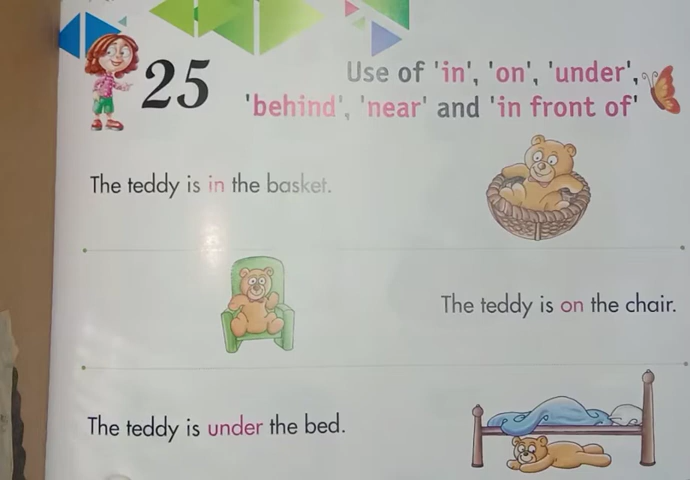 25
Use of 'in', 'on', 'under',
'behind', 'near' and 'in front of'
The teddy is in the basket.
The teddy is on the chair.
The teddy is under the bed.